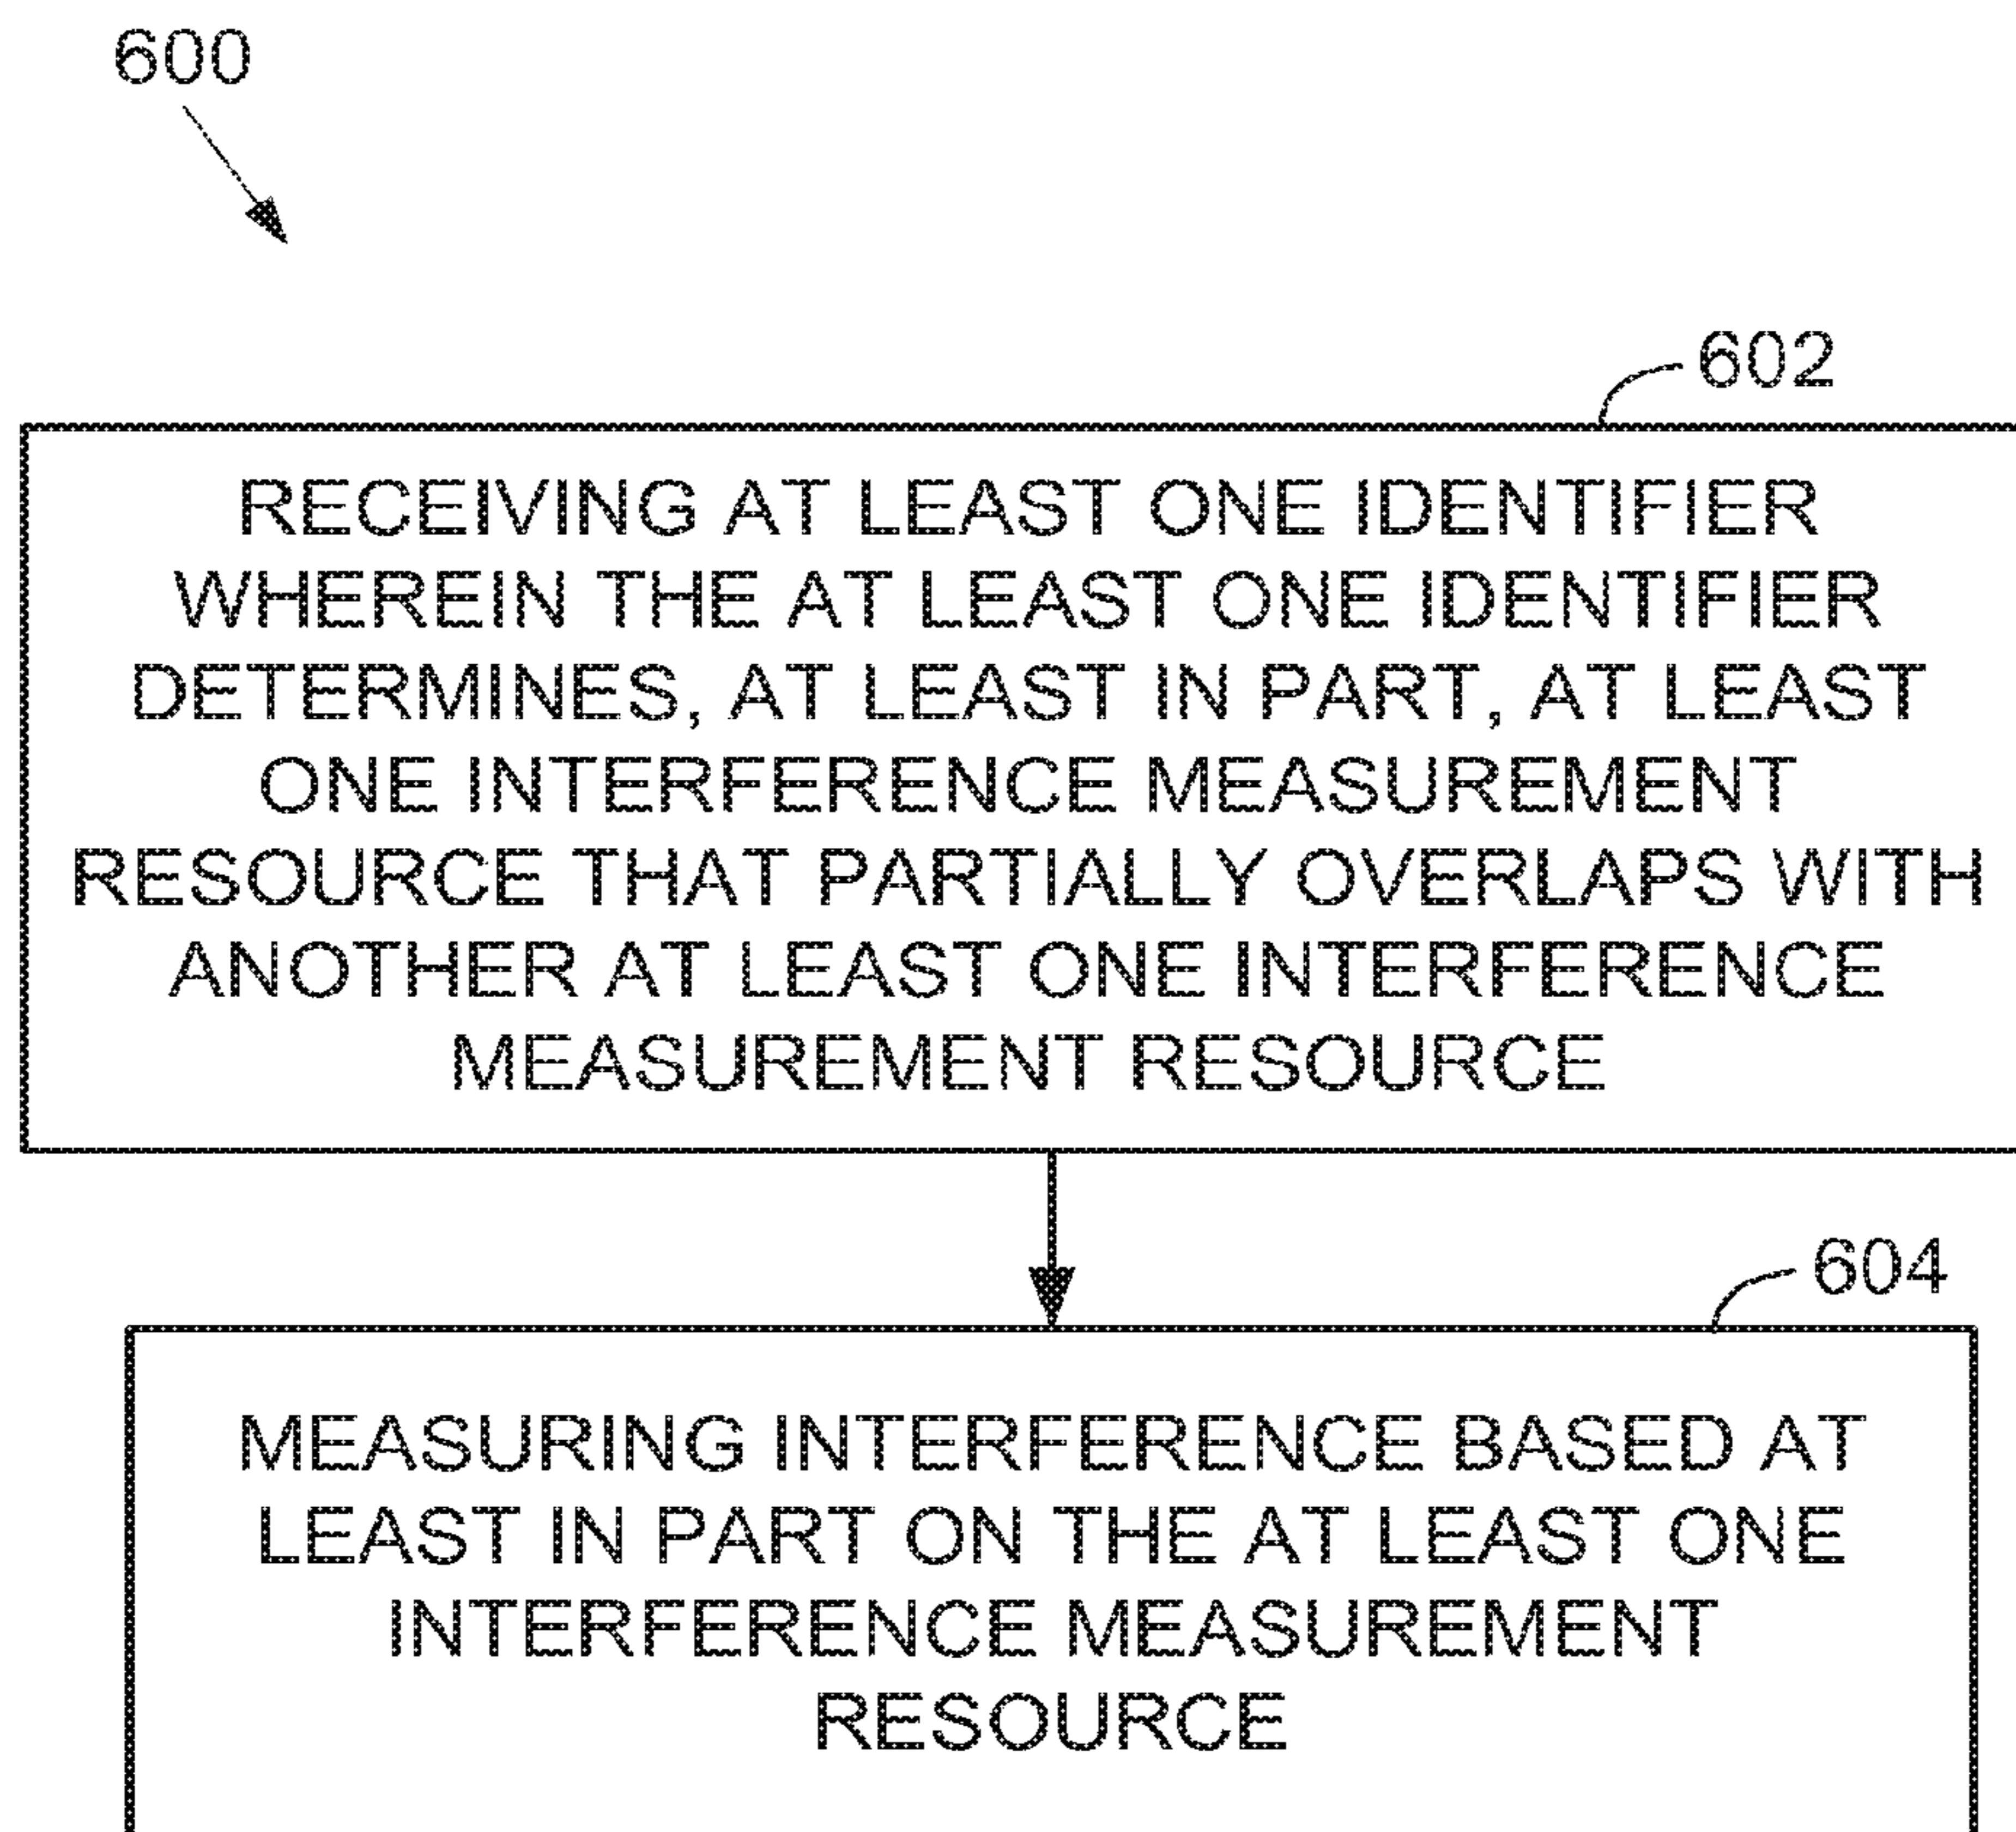 600
602
RECEIVING AT LEAST ONE IDENTIFIER
WHEREIN THE AT LEAST ONE IDENTIFIER
DETERMINES, AT LEAST IN PART, AT LEAST
ONE INTERFERENCE MEASUREMENT
RESOURCE THAT PARTIALLY OVERLAPS WITH
ANOTHER AT LEAST ONE INTERFERENCE
MEASUREMENT RESOURCE
604
MEASURING INTERFERENCE BASED AT
LEAST IN PART ON THE AT LEAST ONE
INTERFERENCE MEASUREMENT
RESOURCE